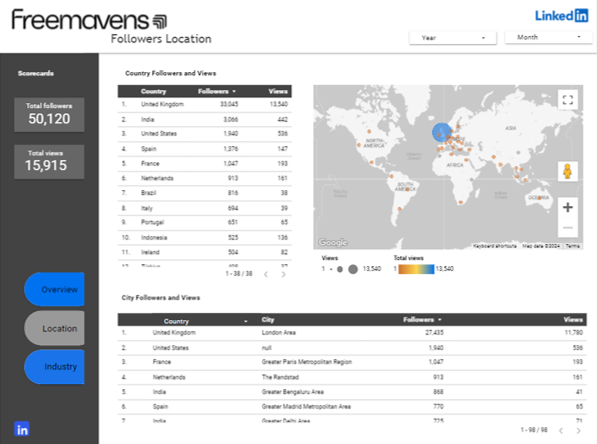 Freemavens
LinkedIn
Followers Location
Year
Month
Scorecards
Total followers
50,120
Total views
15,915
Overview
Location
Industry
in
Country Followers and Views
Country Followers Views
1. United Kingdom 33,045 13,540
2. India 3,066 442
3. United States 1,940 536
4. Spain 1,376 147
5. France 1,047 193
6. Netherlands 913 161
7. Brazil 816 38
8. Italy 694 39
9. Portugal 651 65
10. Indonesia 525 136
11. Ireland 504 82
1 - 38 / 38
NORTH AMERICA
ASIA
AFRICA
SOUTH AMERICA
OCEANIA
Google
Keyboard shortcuts Map data ©2024 Terms
Views
1 13,540
Total views
1 13,540
City Followers and Views
Country City Followers Views
1. United Kingdom London Area 27,435 11,780
2. United States null 1,940 536
3. France Greater Paris Metropolitan Region 1,047 193
4. Netherlands The Randstad 913 161
5. India Greater Bengaluru Area 868 41
6. Spain Greater Madrid Metropolitan Area 770 65
India Greater Delhi Area 725 71
1 - 98 / 98